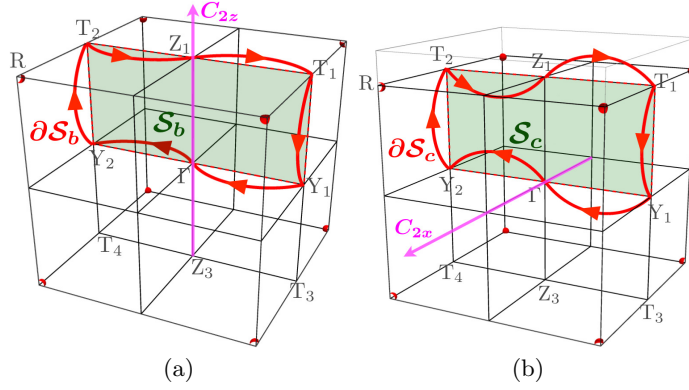 C₂z
T₂
Z₁
R
T₁
∂S_b
S_b
Y₂
Γ
Y₁
T₄
Z₃
T₃
(a)
T₂
Z₁
R
T₁
S_c
∂S_c
Y₂
Γ
Y₁
C₂ₓ
T₄
Z₃
T₃
(b)